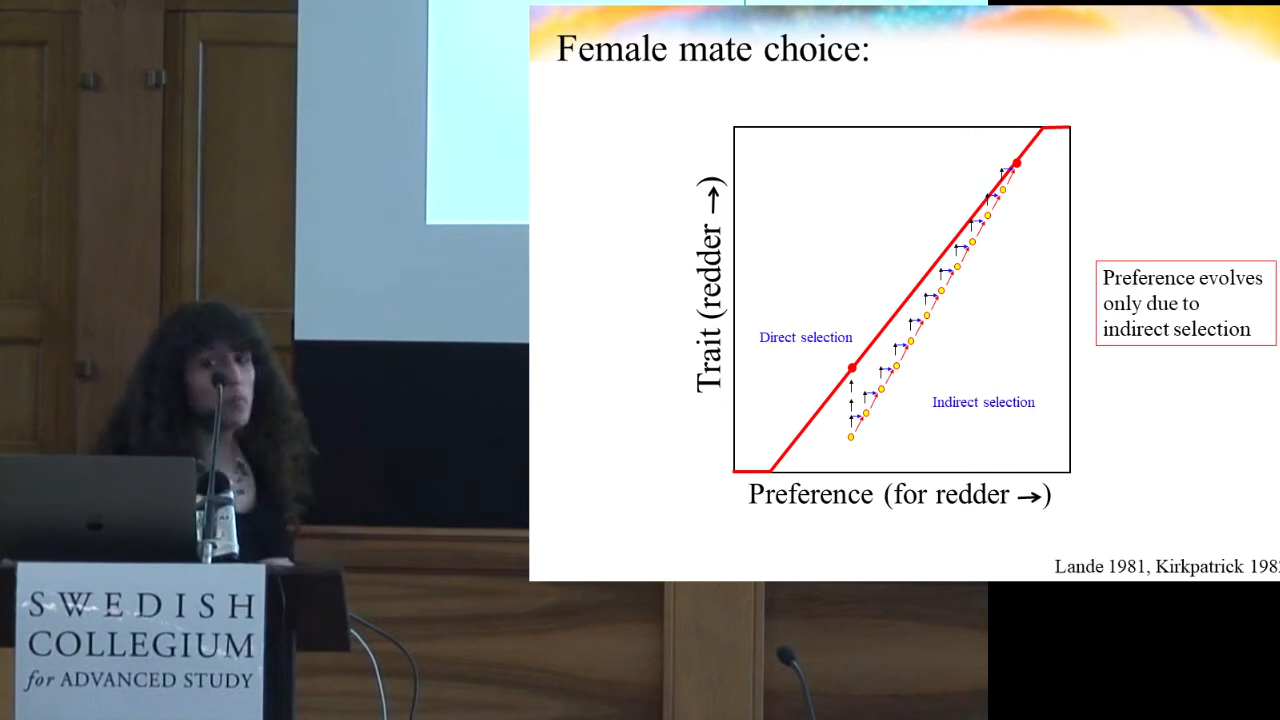 Female mate choice:
Trait (redder →)
Direct selection
Indirect selection
Preference (for redder →)
Preference evolves
only due to
indirect selection
Lande 1981, Kirkpatrick 198
SWEDISH
COLLEGIUM
for ADVANCED STUDY